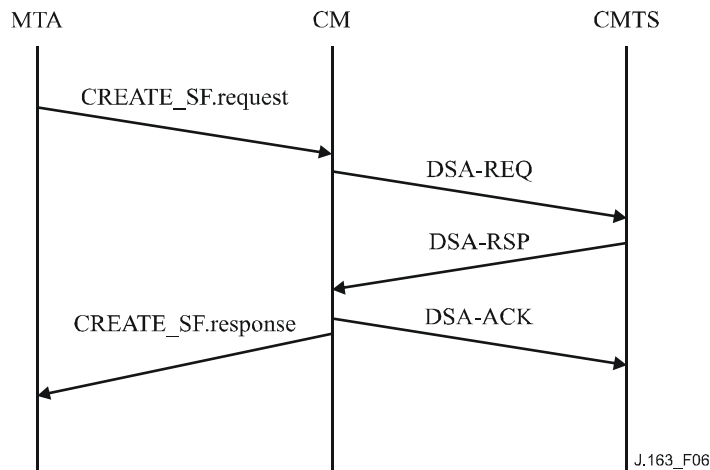 MTA CM CMTS
CREATE_SF.request
DSA-REQ
DSA-RSP
CREATE_SF.response DSA-ACK
J.163_F06